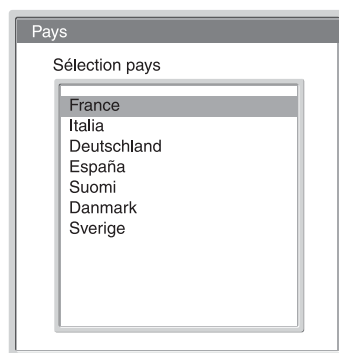 Pays
Sélection pays
France
Italia
Deutschland
España
Suomi
Danmark
Sverige